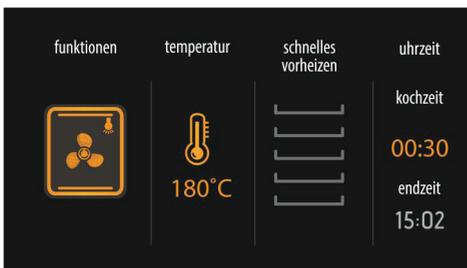 funktionen
temperatur
180°C
schnelles
vorheizen
uhrzeit
kochzeit
00:30
endzeit
15:02